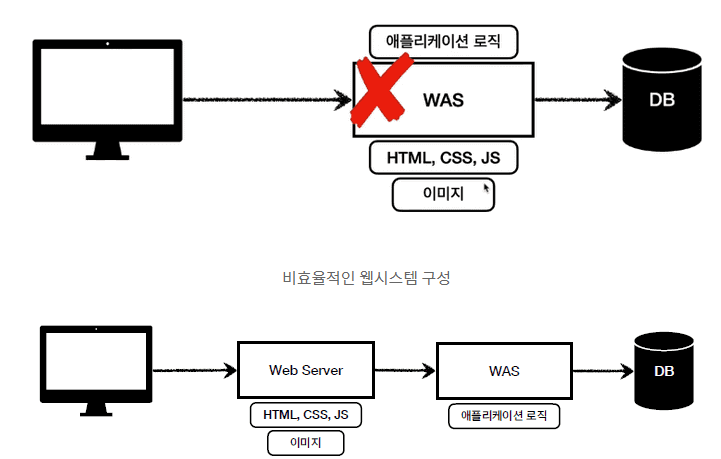 애플리케이션 로직
WAS
DB
HTML, CSS, JS
이미지
비효율적인 웹시스템 구성
Web Server
WAS
DB
HTML, CSS, JS
애플리케이션 로직
이미지